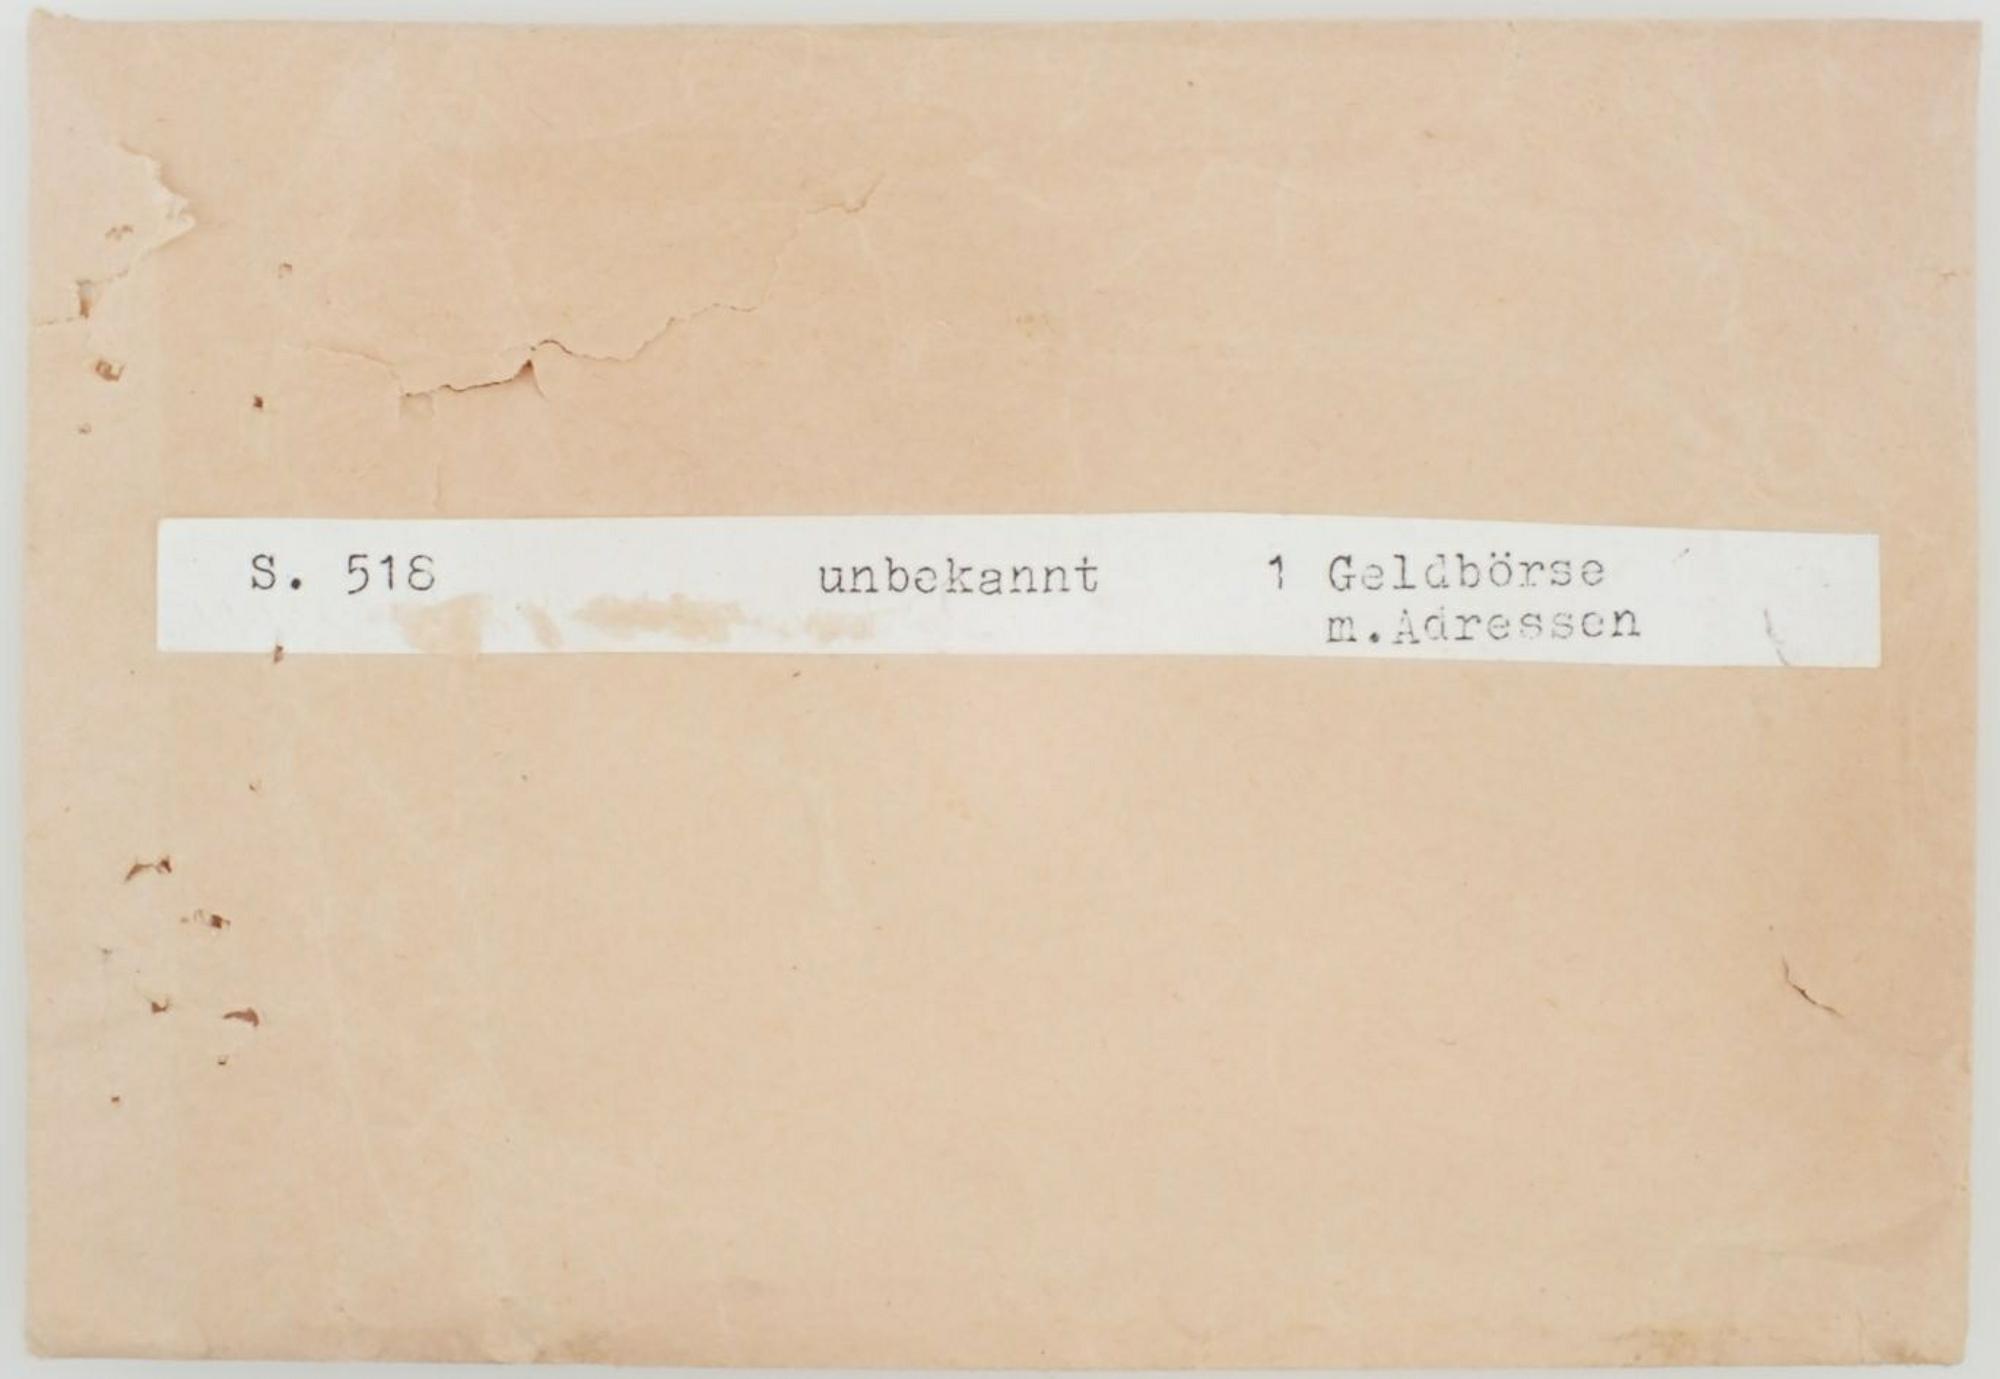 S. 518 unbekannt 1 Geldbörse
m.Adressen